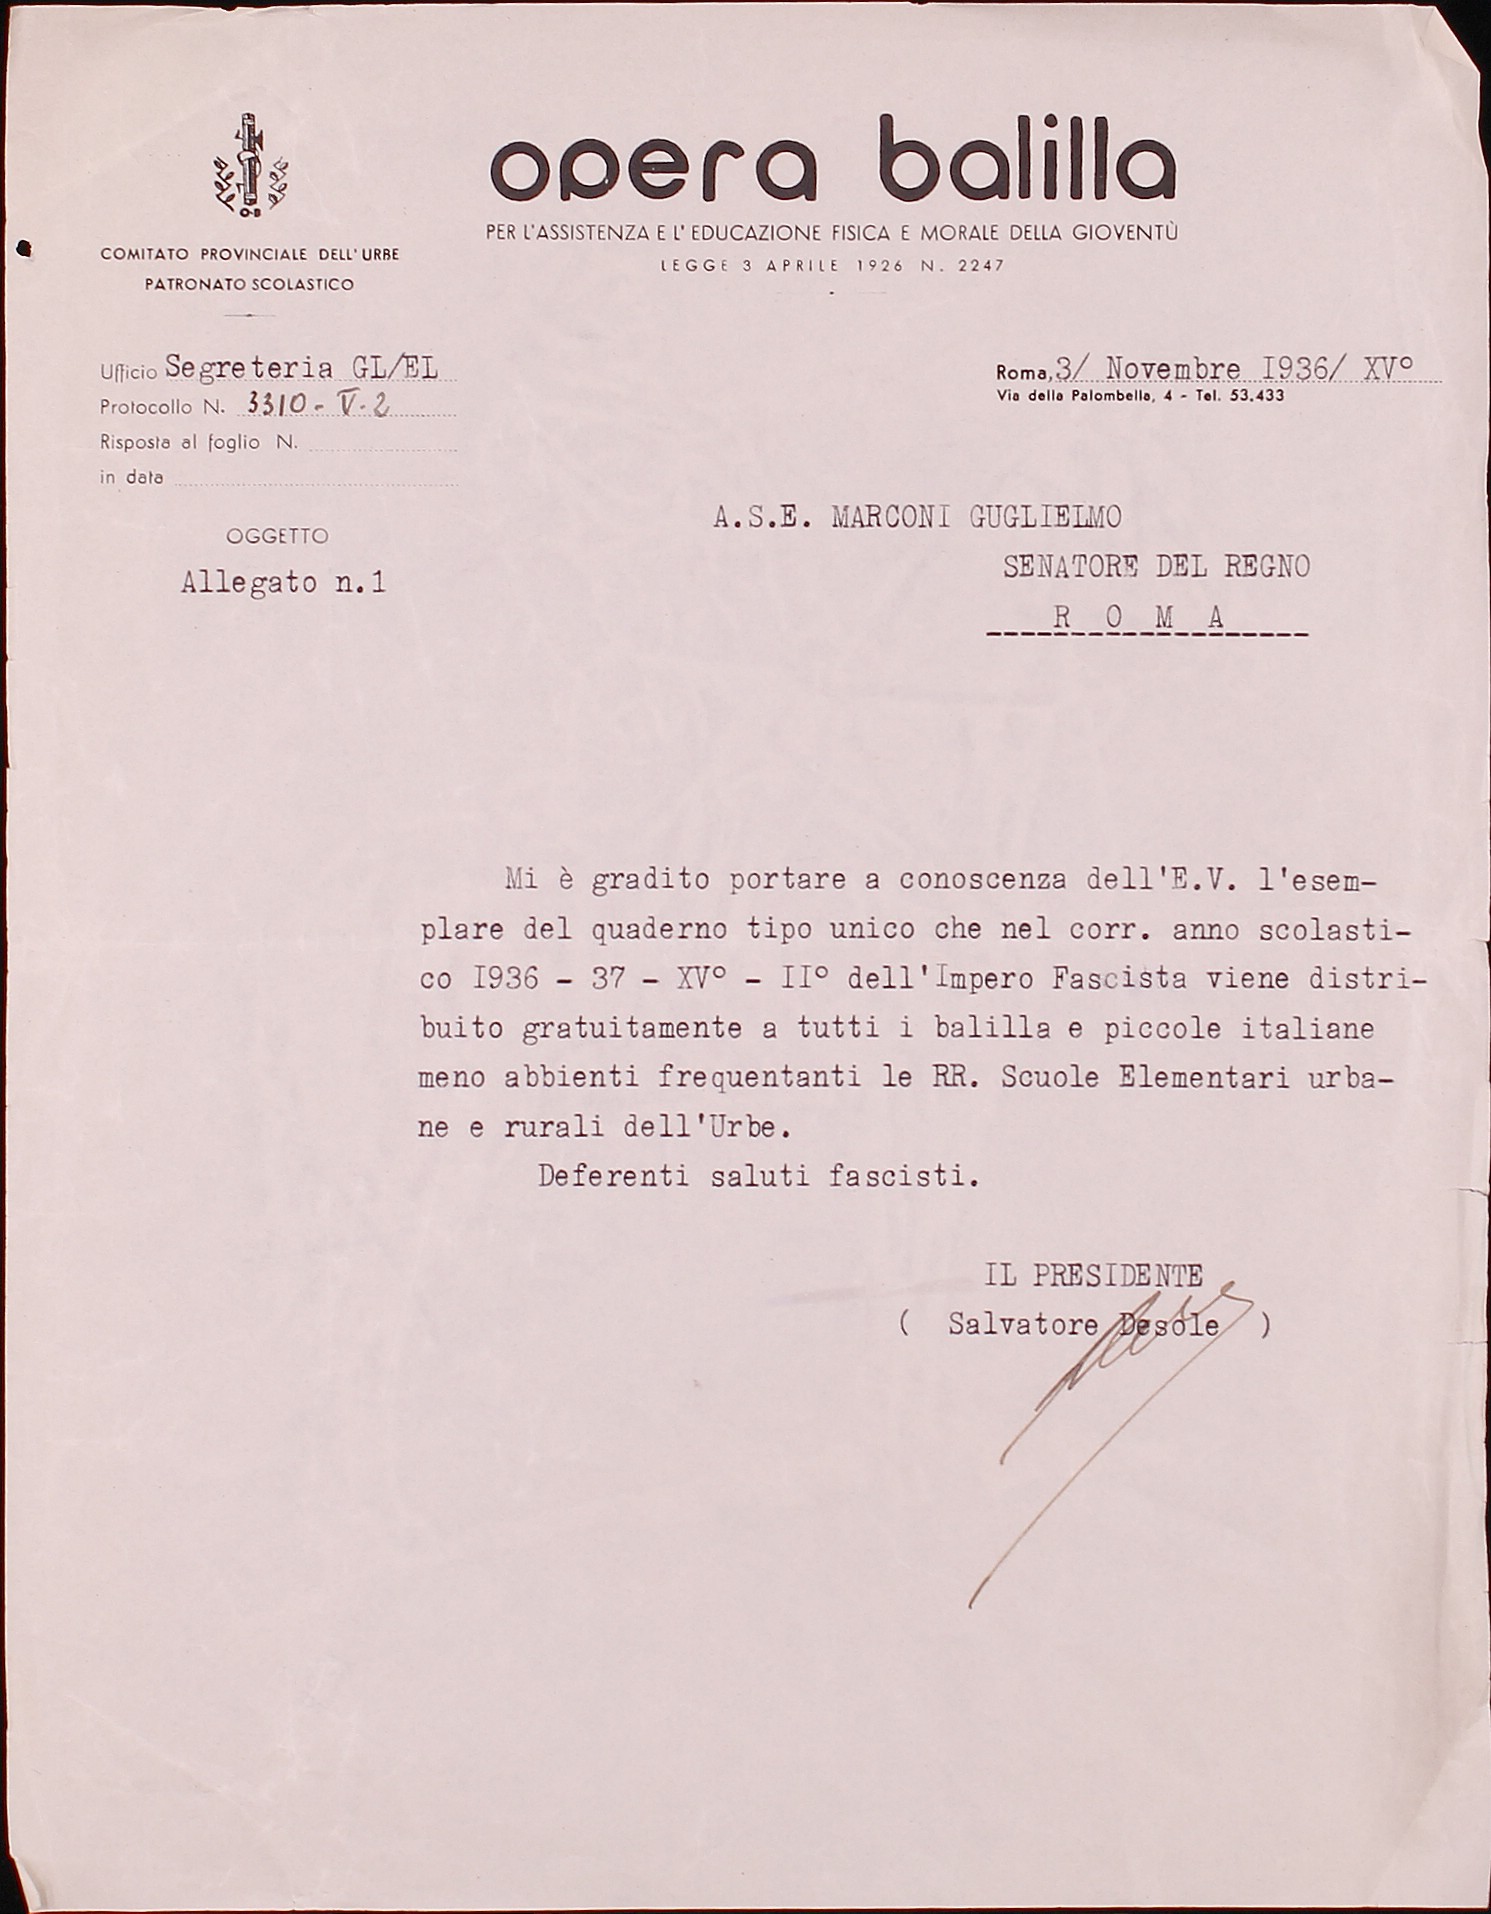 O·B
COMITATO PROVINCIALE DELL'URBE
PATRONATO SCOLASTICO
opera balilla
PER L'ASSISTENZA E L'EDUCAZIONE FISICA E MORALE DELLA GIOVENTÙ
LEGGE 3 APRILE 1926 N. 2247
Ufficio Segreteria GL/EL
Protocollo N. 3310 - V - 2
Risposta al foglio N.
in data
OGGETTO
Allegato n.1
Roma, 3/ Novembre I936/ XV°
Via della Palombella, 4 - Tel. 53.433
A.S.E. MARCONI GUGLIELMO
SENATORE DEL REGNO
R O M A
Mi è gradito portare a conoscenza dell'E.V. l'esem-
plare del quaderno tipo unico che nel corr. anno scolasti-
co I936 - 37 - XV° - II° dell'Impero Fascista viene distri-
buito gratuitamente a tutti i balilla e piccole italiane
meno abbienti frequentanti le RR. Scuole Elementari urba-
ne e rurali dell'Urbe.
Deferenti saluti fascisti.
IL PRESIDENTE
( Salvatore Desole )